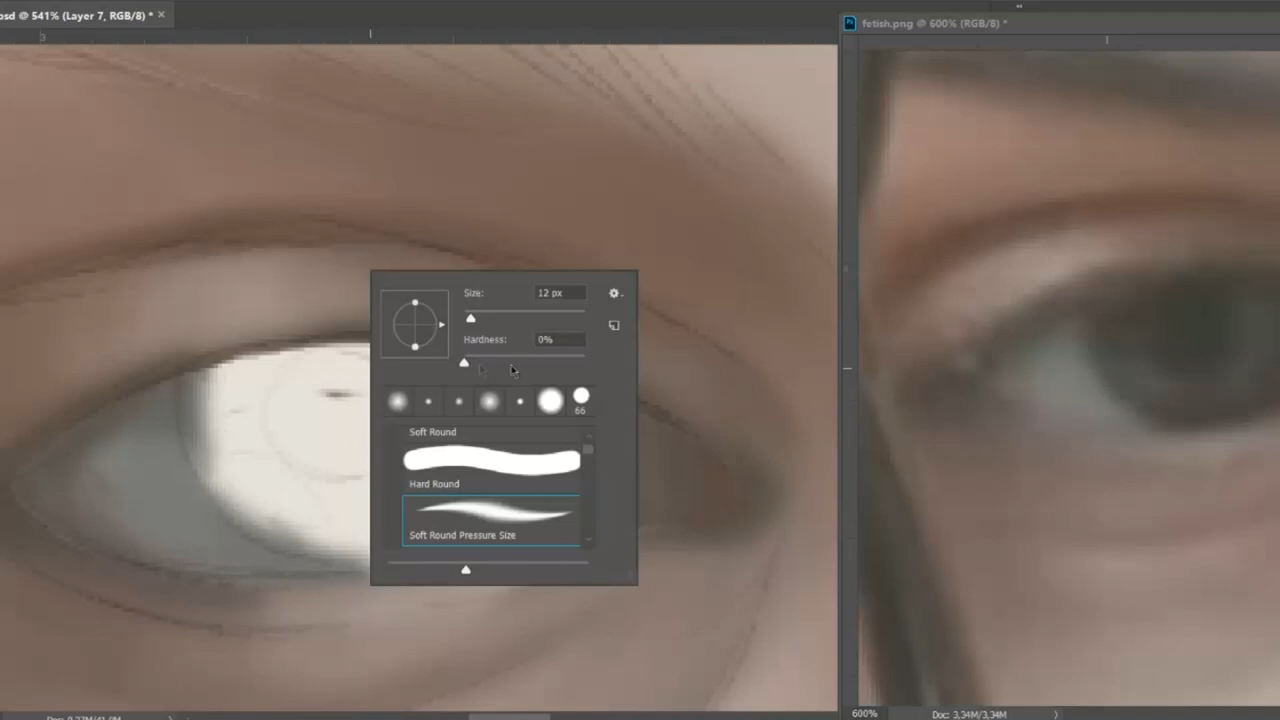 osd @ 541% (Layer 7, RGB/8) *
fetish.png @ 600% (RGB/8) *
Size:
12 px
Hardness:
0%
66
Soft Round
Hard Round
Soft Round Pressure Size
600%
Doc: 3,34M/3,34M